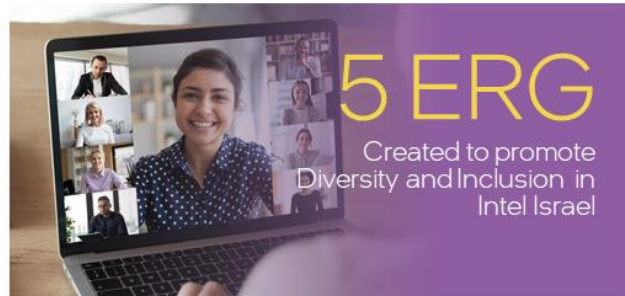 5 ERG
Created to promote
Diversity and Inclusion in
Intel Israel